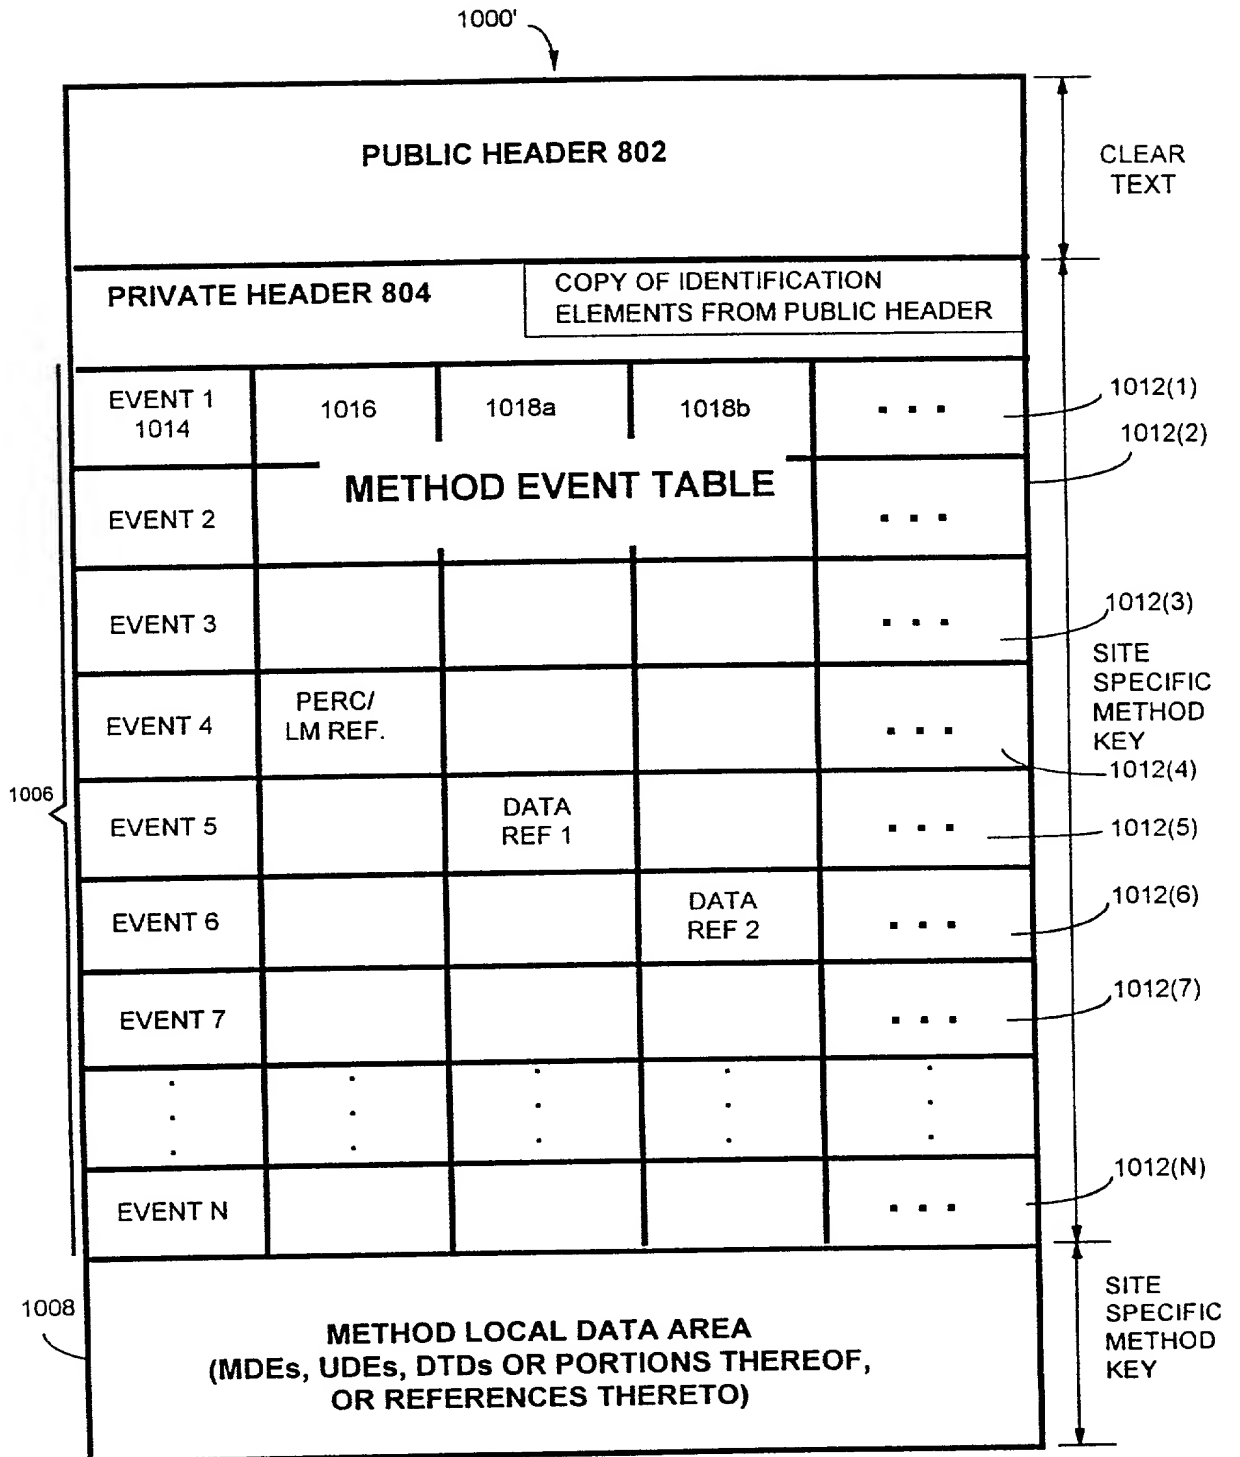 1000'
PUBLIC HEADER 802
CLEAR
TEXT
PRIVATE HEADER 804
COPY OF IDENTIFICATION
ELEMENTS FROM PUBLIC HEADER
EVENT 1
1014
1016
1018a
1018b
1012(1)
1012(2)
METHOD EVENT TABLE
EVENT 2
EVENT 3
1012(3)
SITE
SPECIFIC
METHOD
KEY
EVENT 4
PERC/
LM REF.
1012(4)
1006
EVENT 5
DATA
REF 1
1012(5)
EVENT 6
DATA
REF 2
1012(6)
EVENT 7
1012(7)
EVENT N
1012(N)
1008
METHOD LOCAL DATA AREA
(MDEs, UDEs, DTDs OR PORTIONS THEREOF,
OR REFERENCES THERETO)
SITE
SPECIFIC
METHOD
KEY